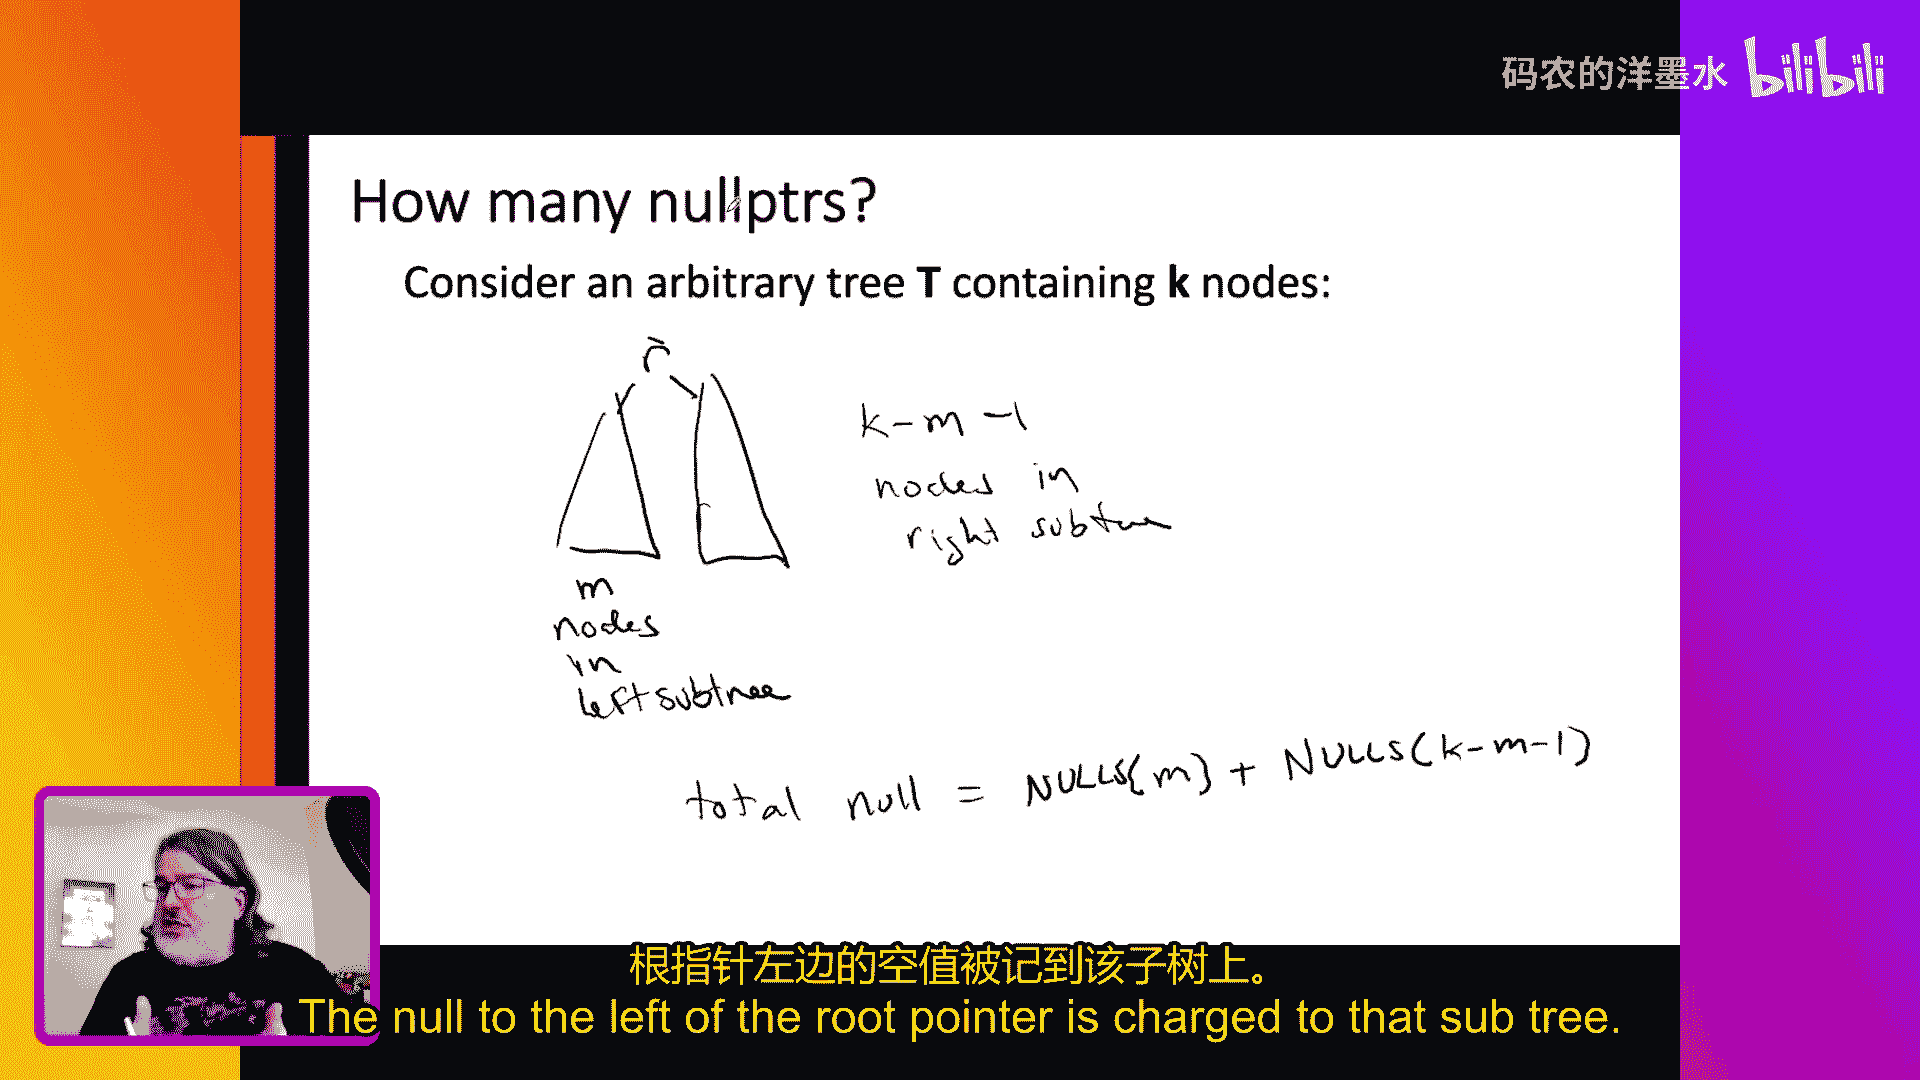 码农的洋墨水 bilibili
How many nullptrs?
Consider an arbitrary tree T containing k nodes:
r
k-m-1
nodes in
right subtree
m
nodes
in
left subtree
total null = NULLS(m) + NULLS(k-m-1)
根指针左边的空值被记到该子树上。
The null to the left of the root pointer is charged to that sub tree.